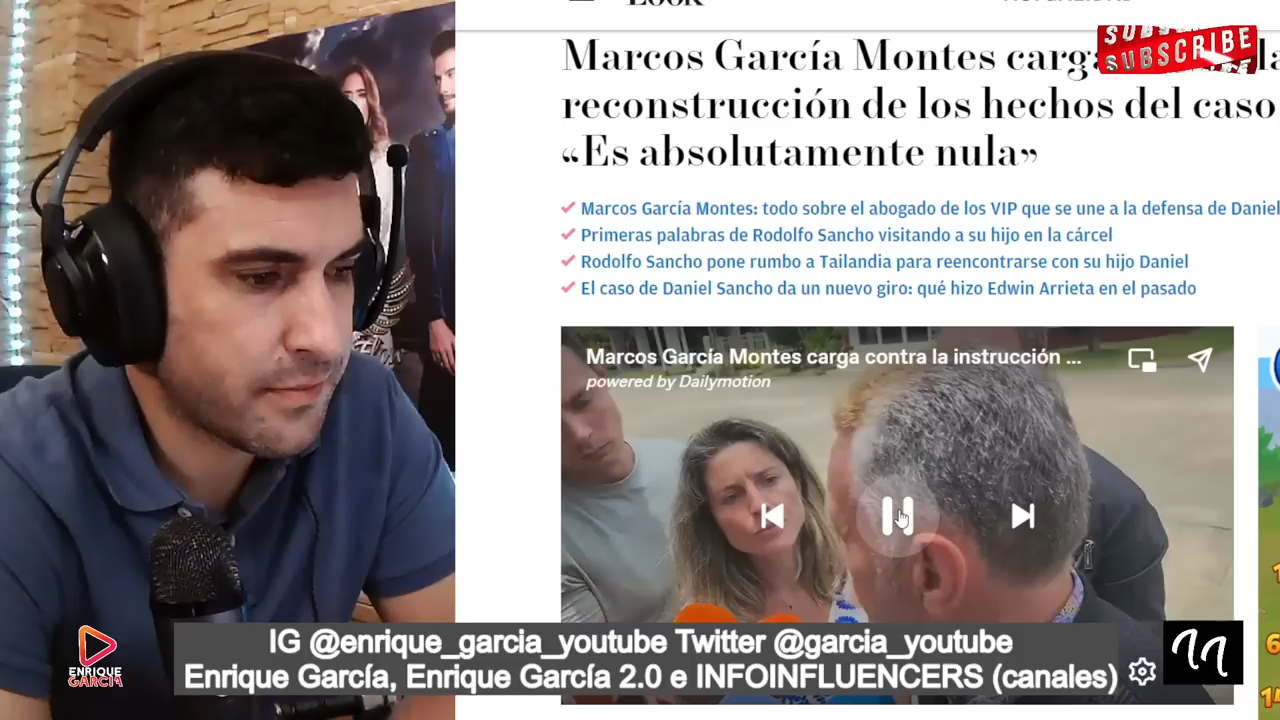 SUBSCRIBE
SUBSCRIBE
Marcos García Montes carga
reconstrucción de los hechos del caso
“Es absolutamente nula”
Marcos García Montes: todo sobre el abogado de los VIP que se une a la defensa de Daniel
Primeras palabras de Rodolfo Sancho visitando a su hijo en la cárcel
Rodolfo Sancho pone rumbo a Tailandia para reencontrarse con su hijo Daniel
El caso de Daniel Sancho da un nuevo giro: qué hizo Edwin Arrieta en el pasado
Marcos García Montes carga contra la instrucción ...
powered by Dailymotion
IG @enrique_garcia_youtube Twitter @garcia_youtube
Enrique García, Enrique García 2.0 e INFOINFLUENCERS (canales)
ENRIQUE
GARCÍA